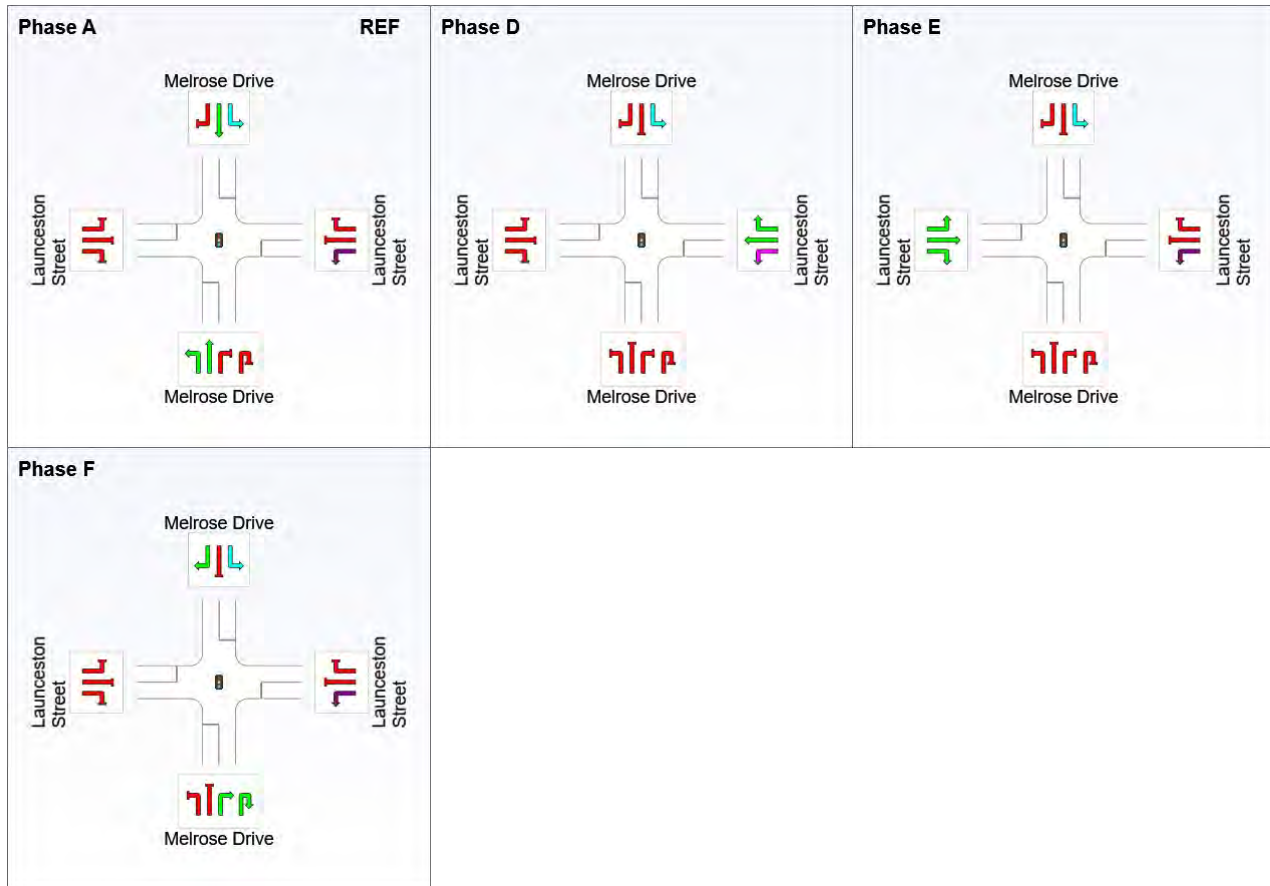 Phase A
REF
Melrose Drive
Launceston
Street
Launceston
Street
Melrose Drive
Phase D
Melrose Drive
Launceston
Street
Launceston
Street
Melrose Drive
Phase E
Melrose Drive
Launceston
Street
Launceston
Street
Melrose Drive
Phase F
Melrose Drive
Launceston
Street
Launceston
Street
Melrose Drive